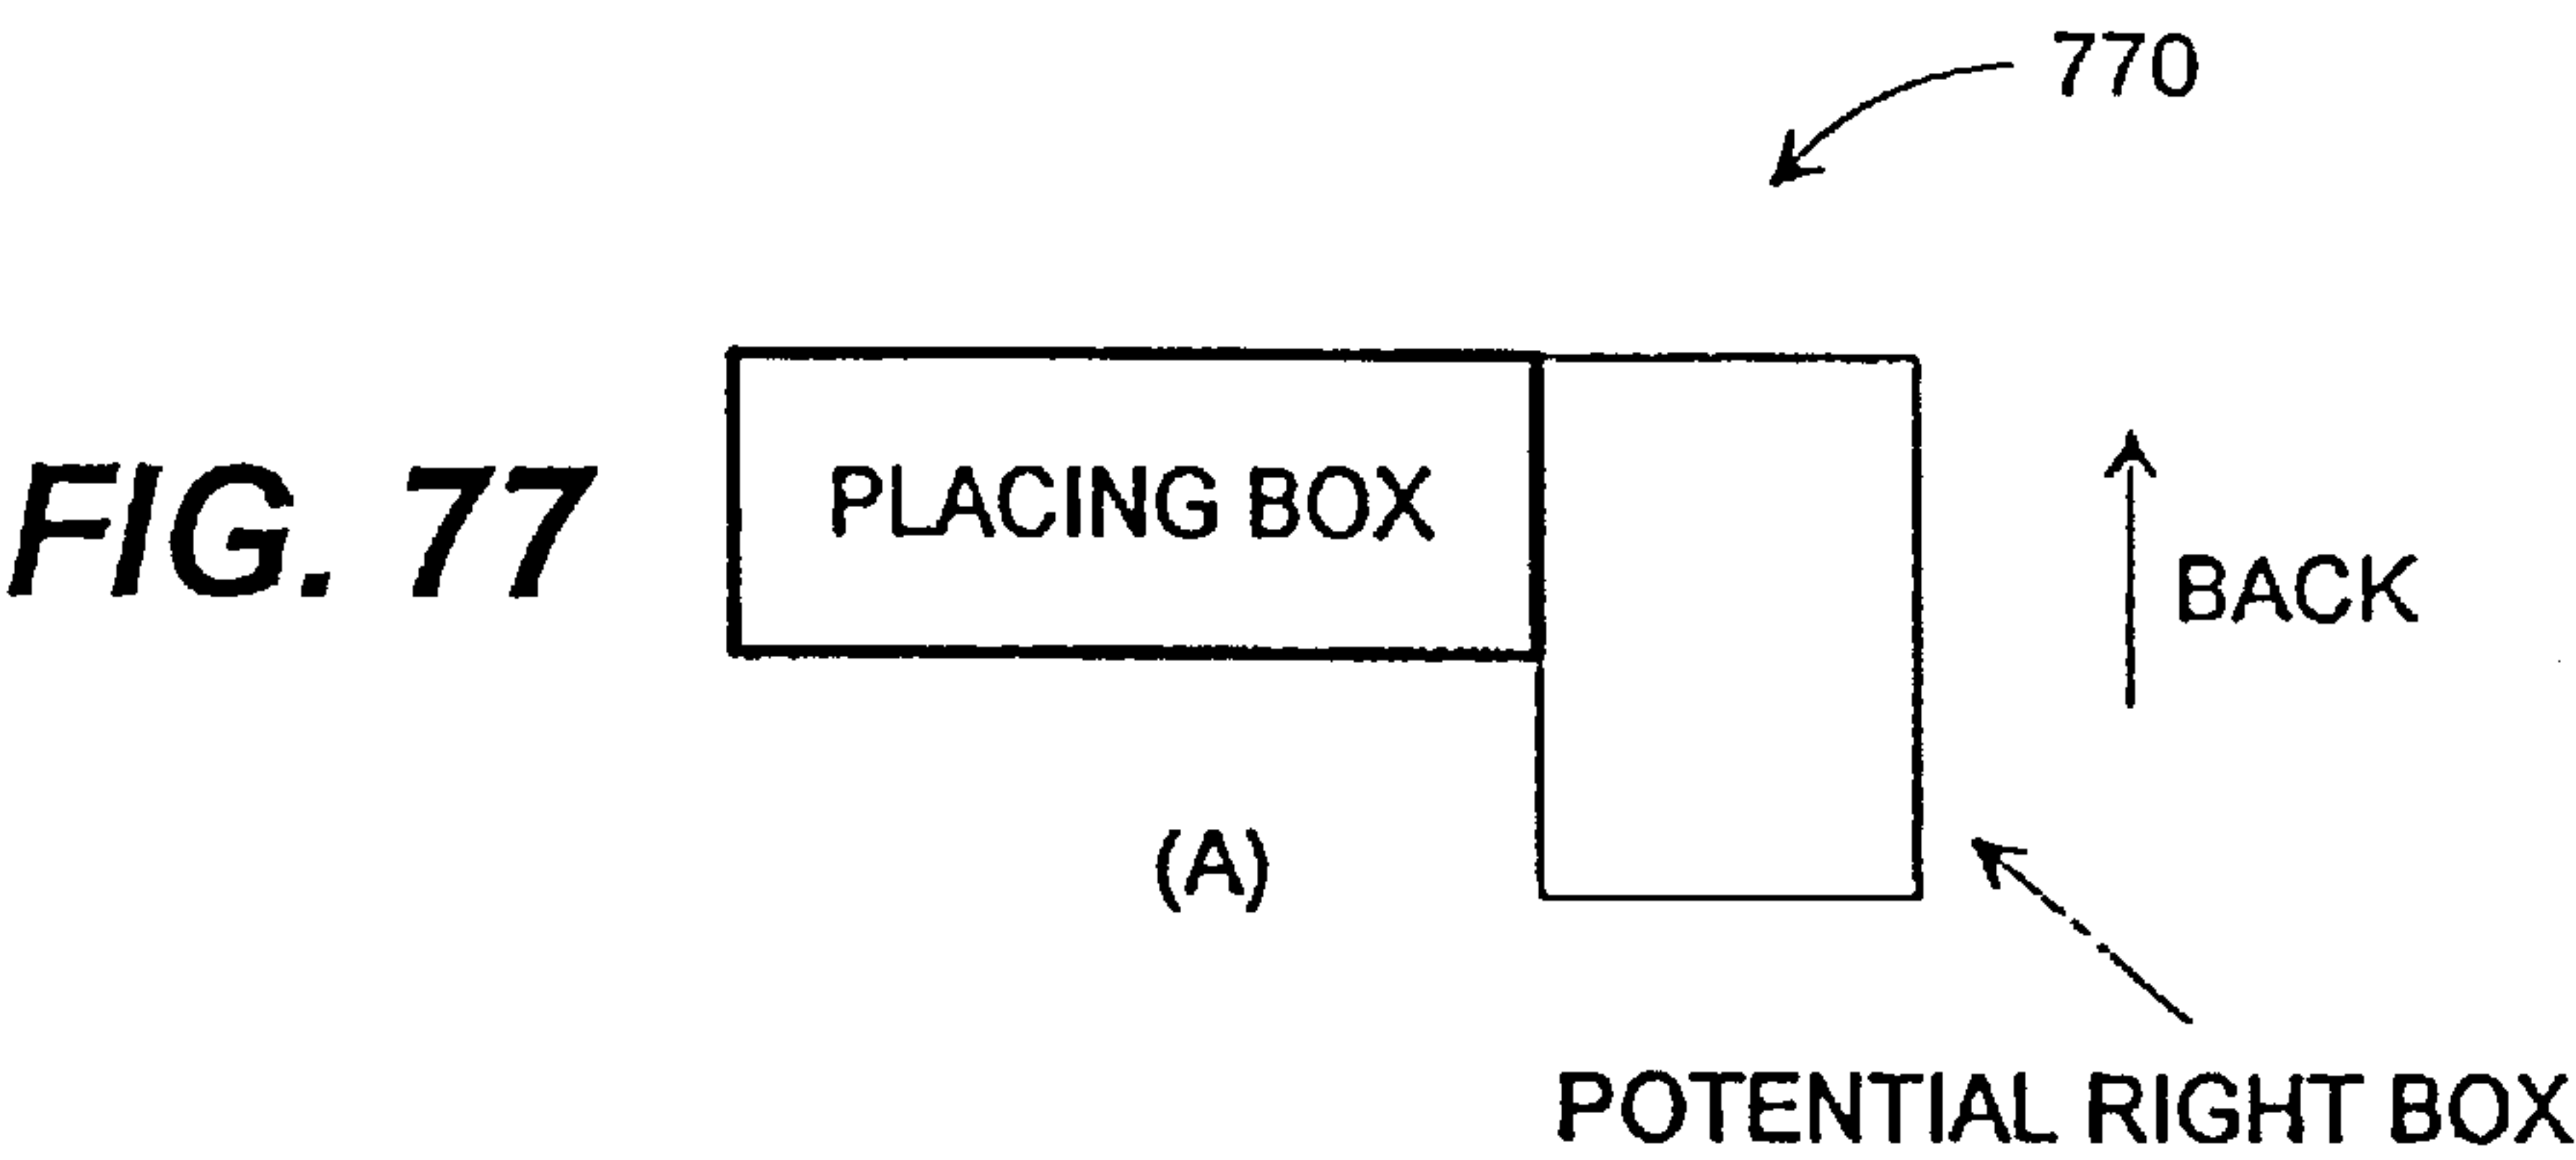 770
FIG. 77
PLACING BOX
BACK
(A)
POTENTIAL RIGHT BOX